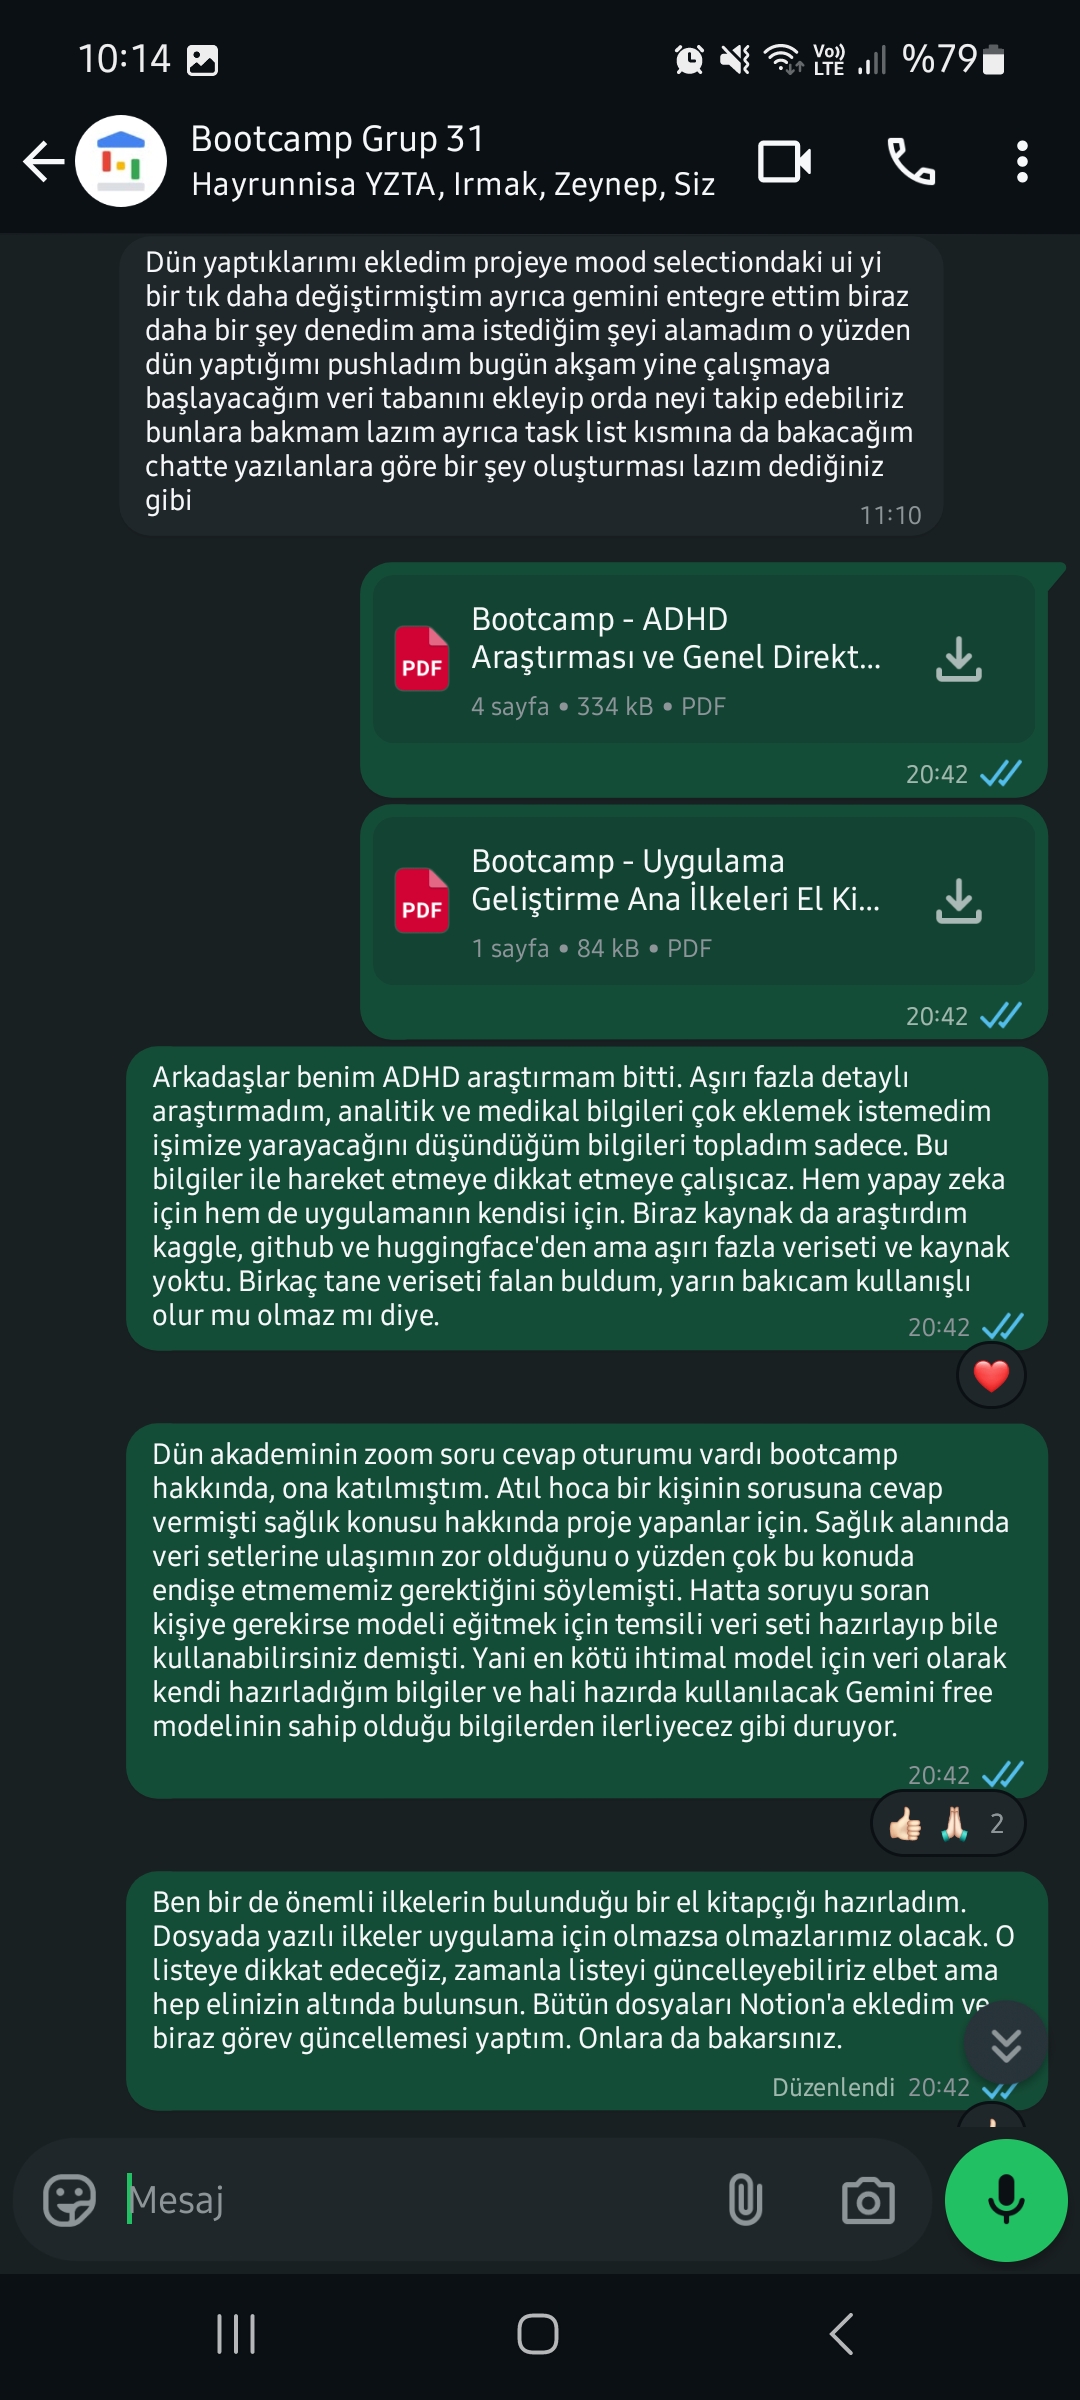 10:14
Vo)) LTE %79
Bootcamp Grup 31
Hayrunnisa YZTA, Irmak, Zeynep, Siz
Dün yaptıklarımı ekledim projeye mood selectiondaki ui yi
bir tık daha değiştirmiştim ayrıca gemini entegre ettim biraz
daha bir şey denedim ama istediğim şeyi alamadım o yüzden
dün yaptığımı pushladım bugün akşam yine çalışmaya
başlayacağım veri tabanını ekleyip orda neyi takip edebiliriz
bunlara bakmam lazım ayrıca task list kısmına da bakacağım
chatte yazılanlara göre bir şey oluşturması lazım dediğiniz
gibi
11:10
Bootcamp - ADHD
Araştırması ve Genel Direkt...
PDF
4 sayfa • 334 kB • PDF
20:42
Bootcamp - Uygulama
Geliştirme Ana İlkeleri El Ki...
PDF
1 sayfa • 84 kB • PDF
20:42
Arkadaşlar benim ADHD araştırmam bitti. Aşırı fazla detaylı
araştırmadım, analitik ve medikal bilgileri çok eklemek istemedim
işimize yarayacağını düşündüğüm bilgileri topladım sadece. Bu
bilgiler ile hareket etmeye dikkat etmeye çalışıcaz. Hem yapay zeka
için hem de uygulamanın kendisi için. Biraz kaynak da araştırdım
kaggle, github ve huggingface'den ama aşırı fazla veriseti ve kaynak
yoktu. Birkaç tane veriseti falan buldum, yarın bakıcam kullanışlı
olur mu olmaz mı diye.
20:42
Dün akademinin zoom soru cevap oturumu vardı bootcamp
hakkında, ona katılmıştım. Atıl hoca bir kişinin sorusuna cevap
vermişti sağlık konusu hakkında proje yapanlar için. Sağlık alanında
veri setlerine ulaşımın zor olduğunu o yüzden çok bu konuda
endişe etmememiz gerektiğini söylemişti. Hatta soruyu soran
kişiye gerekirse modeli eğitmek için temsili veri seti hazırlayıp bile
kullanabilirsiniz demişti. Yani en kötü ihtimal model için veri olarak
kendi hazırladığım bilgiler ve hali hazırda kullanılacak Gemini free
modelinin sahip olduğu bilgilerden ilerliyecez gibi duruyor.
20:42
2
Ben bir de önemli ilkelerin bulunduğu bir el kitapçığı hazırladım.
Dosyada yazılı ilkeler uygulama için olmazsa olmazlarımız olacak. O
listeye dikkat edeceğiz, zamanla listeyi güncelleyebiliriz elbet ama
hep elinizin altında bulunsun. Bütün dosyaları Notion'a ekledim ve
biraz görev güncellemesi yaptım. Onlara da bakarsınız.
Düzenlendi 20:42
Mesaj